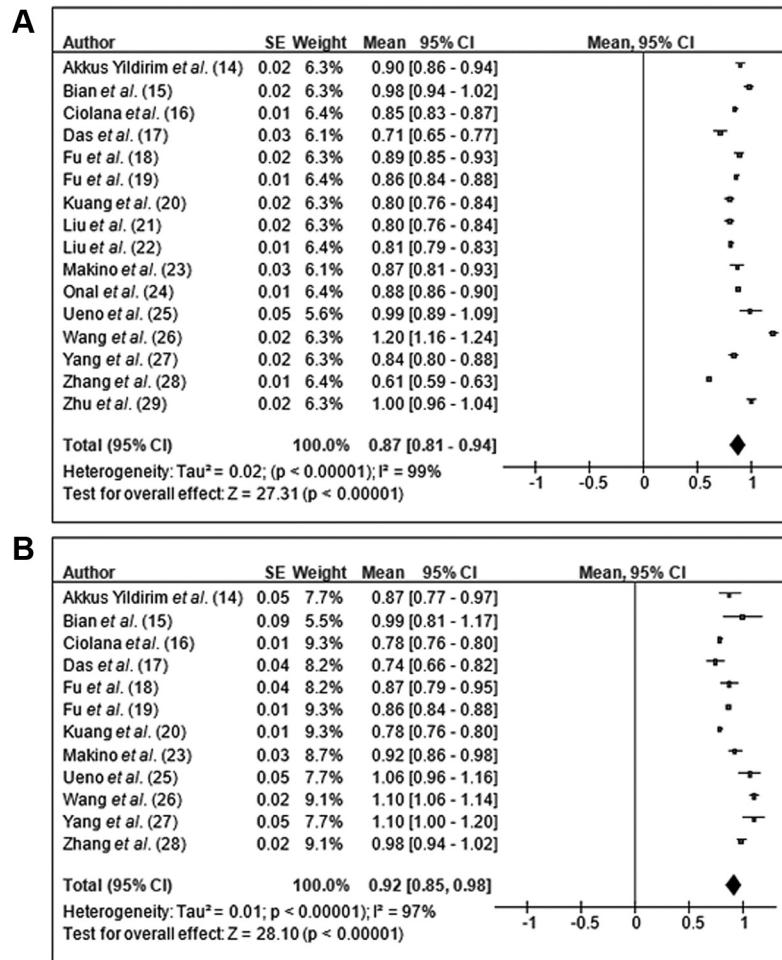 A
Author SE Weight Mean 95% CI Mean, 95% CI
Akkus Yildirim et al. (14) 0.02 6.3% 0.90 [0.86 - 0.94]
Bian et al. (15) 0.02 6.3% 0.98 [0.94 - 1.02]
Ciolana et al. (16) 0.01 6.4% 0.85 [0.83 - 0.87]
Das et al. (17) 0.03 6.1% 0.71 [0.65 - 0.77]
Fu et al. (18) 0.02 6.3% 0.89 [0.85 - 0.93]
Fu et al. (19) 0.01 6.4% 0.86 [0.84 - 0.88]
Kuang et al. (20) 0.02 6.3% 0.80 [0.76 - 0.84]
Liu et al. (21) 0.02 6.3% 0.80 [0.76 - 0.84]
Liu et al. (22) 0.01 6.4% 0.81 [0.79 - 0.83]
Makino et al. (23) 0.03 6.1% 0.87 [0.81 - 0.93]
Onal et al. (24) 0.01 6.4% 0.88 [0.86 - 0.90]
Ueno et al. (25) 0.05 5.6% 0.99 [0.89 - 1.09]
Wang et al. (26) 0.02 6.3% 1.20 [1.16 - 1.24]
Yang et al. (27) 0.02 6.3% 0.84 [0.80 - 0.88]
Zhang et al. (28) 0.01 6.4% 0.61 [0.59 - 0.63]
Zhu et al. (29) 0.02 6.3% 1.00 [0.96 - 1.04]
Total (95% CI) 100.0% 0.87 [0.81 - 0.94]
Heterogeneity: Tau² = 0.02; (p < 0.00001); I² = 99%
Test for overall effect: Z = 27.31 (p < 0.00001)
-1 -0.5 0 0.5 1
B
Author SE Weight Mean 95% CI Mean, 95% CI
Akkus Yildirim et al. (14) 0.05 7.7% 0.87 [0.77 - 0.97]
Bian et al. (15) 0.09 5.5% 0.99 [0.81 - 1.17]
Ciolana et al. (16) 0.01 9.3% 0.78 [0.76 - 0.80]
Das et al. (17) 0.04 8.2% 0.74 [0.66 - 0.82]
Fu et al. (18) 0.04 8.2% 0.87 [0.79 - 0.95]
Fu et al. (19) 0.01 9.3% 0.86 [0.84 - 0.88]
Kuang et al. (20) 0.01 9.3% 0.78 [0.76 - 0.80]
Makino et al. (23) 0.03 8.7% 0.92 [0.86 - 0.98]
Ueno et al. (25) 0.05 7.7% 1.06 [0.96 - 1.16]
Wang et al. (26) 0.02 9.1% 1.10 [1.06 - 1.14]
Yang et al. (27) 0.05 7.7% 1.10 [1.00 - 1.20]
Zhang et al. (28) 0.02 9.1% 0.98 [0.94 - 1.02]
Total (95% CI) 100.0% 0.92 [0.85, 0.98]
Heterogeneity: Tau² = 0.01; p < 0.00001); I² = 97%
Test for overall effect: Z = 28.10 (p < 0.00001)
-1 -0.5 0 0.5 1